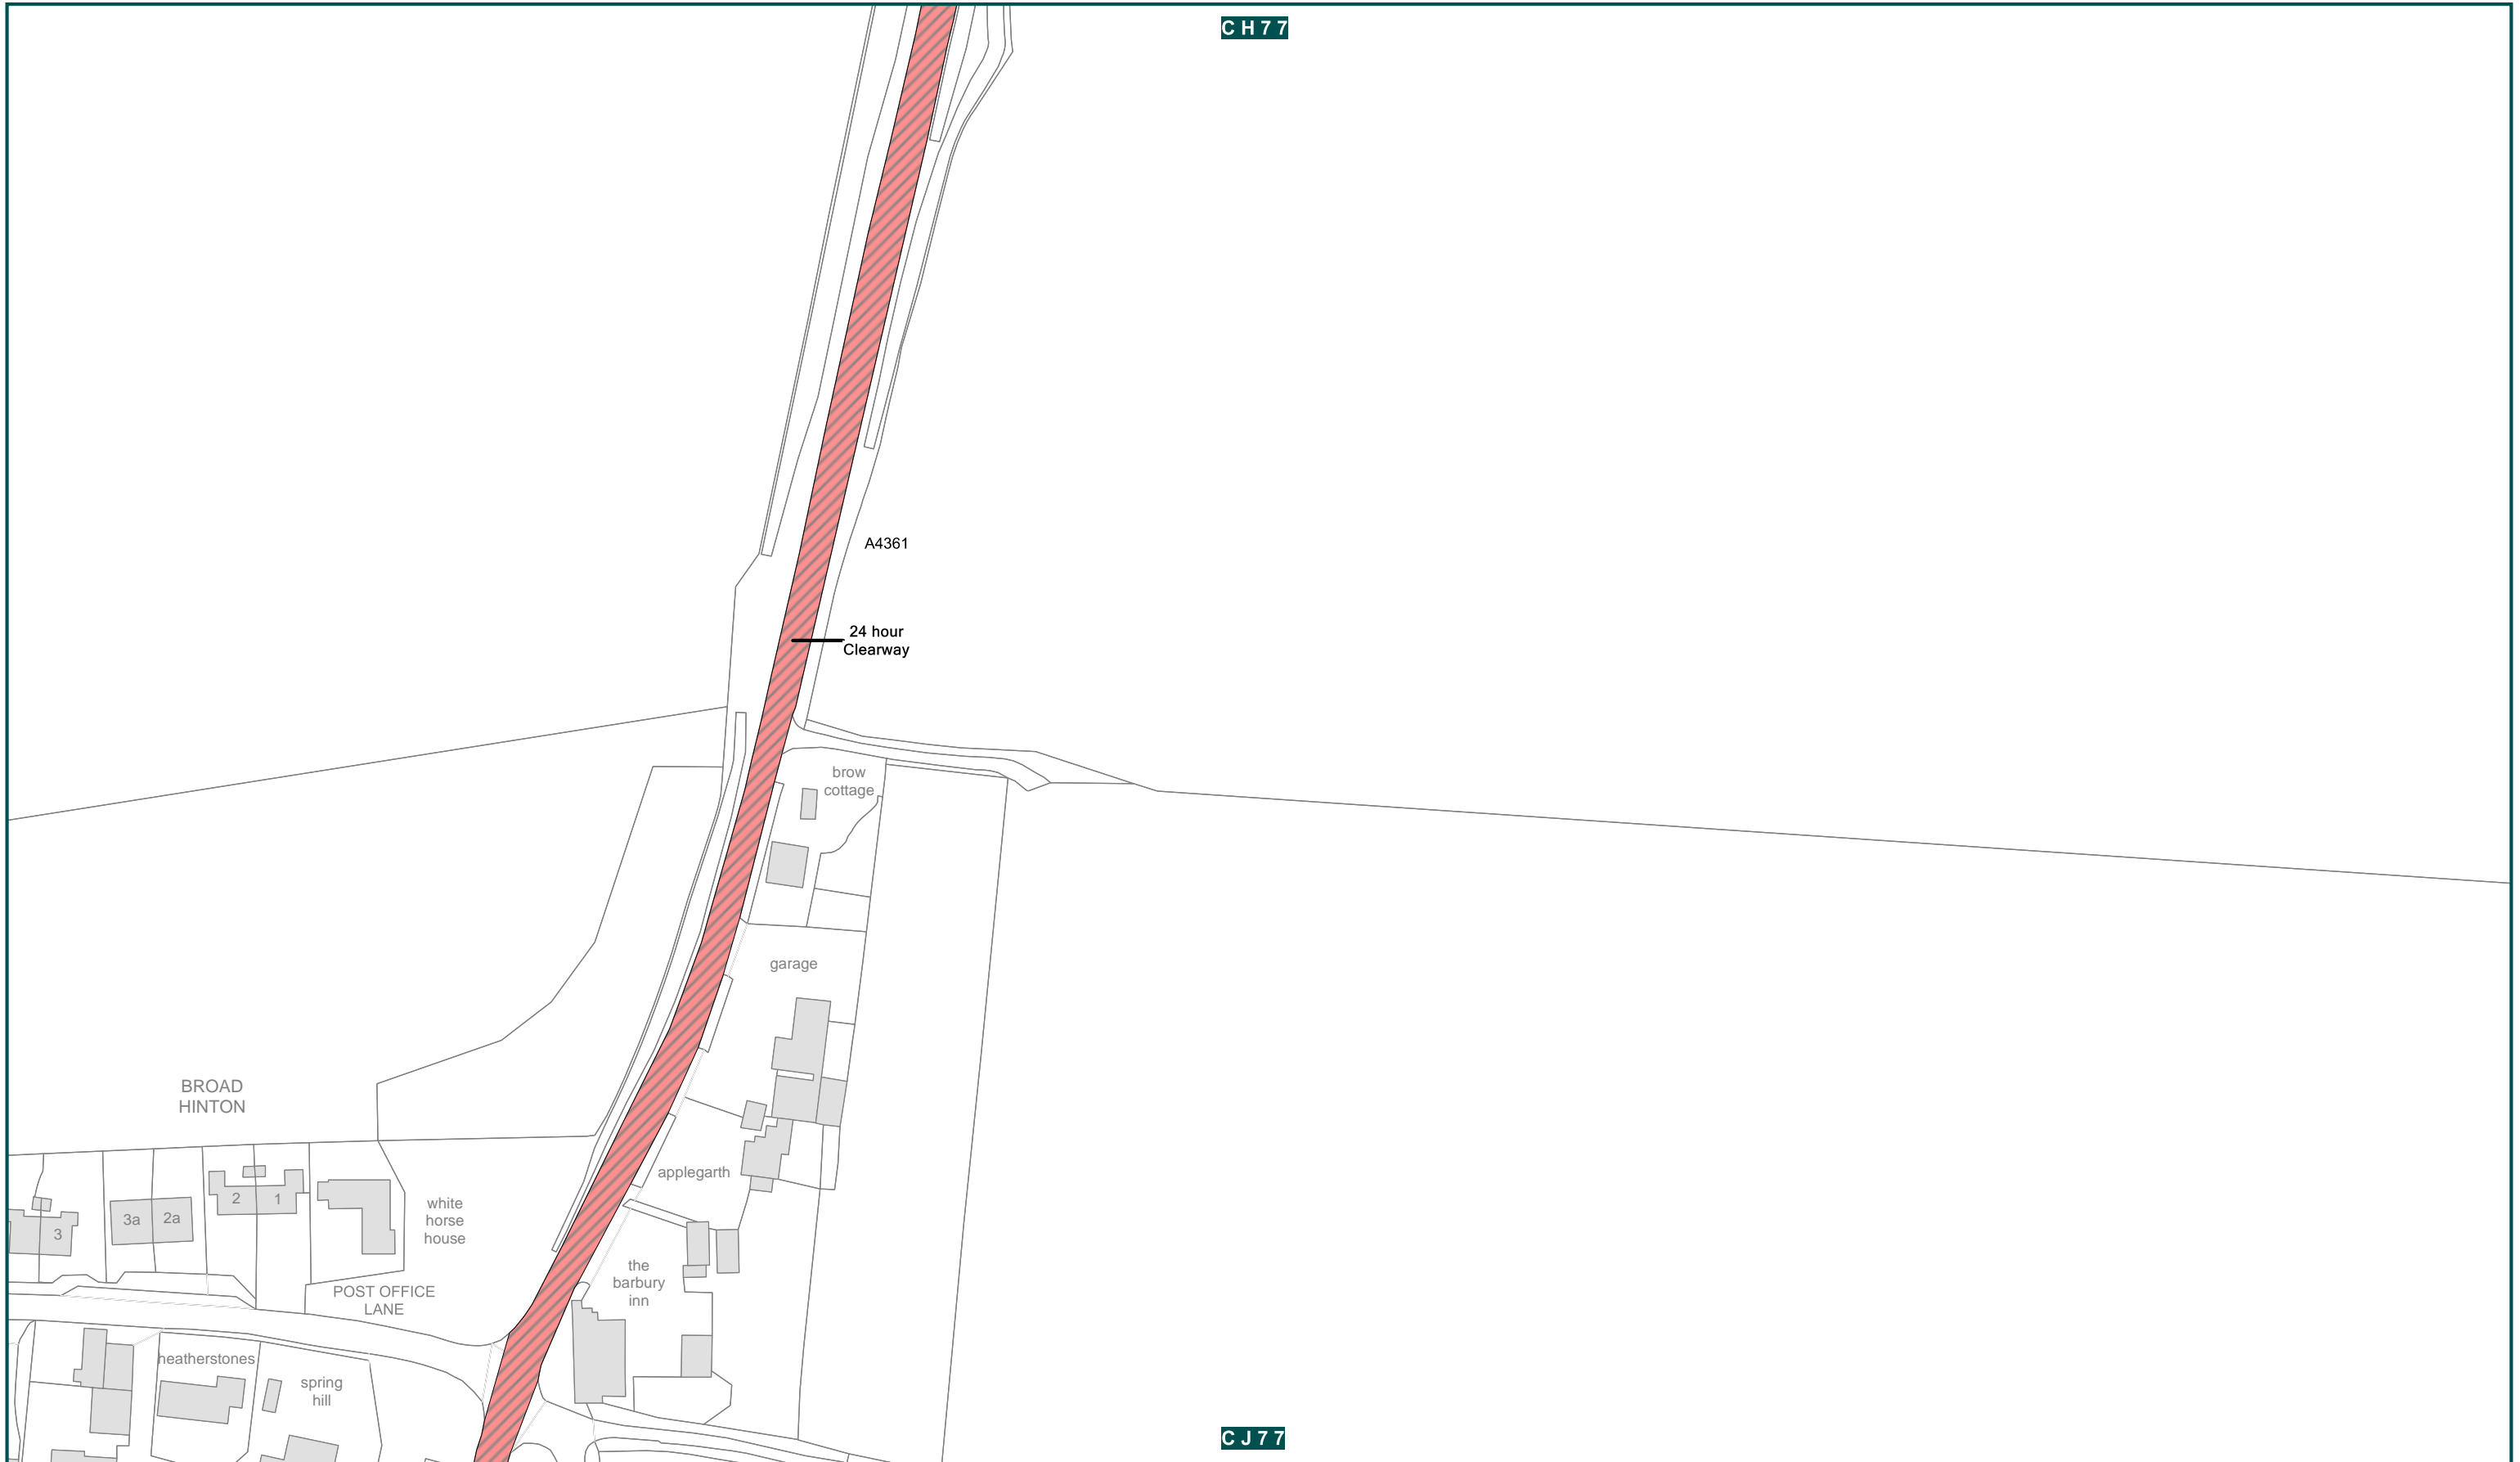 CH77
A4361
24 hour
Clearway
brow
cottage
garage
BROAD
HINTON
applegarth
white
horse
house
2
1
3a
2a
3
the
barbury
inn
POST OFFICE
LANE
heatherstones
spring
hill
CJ77